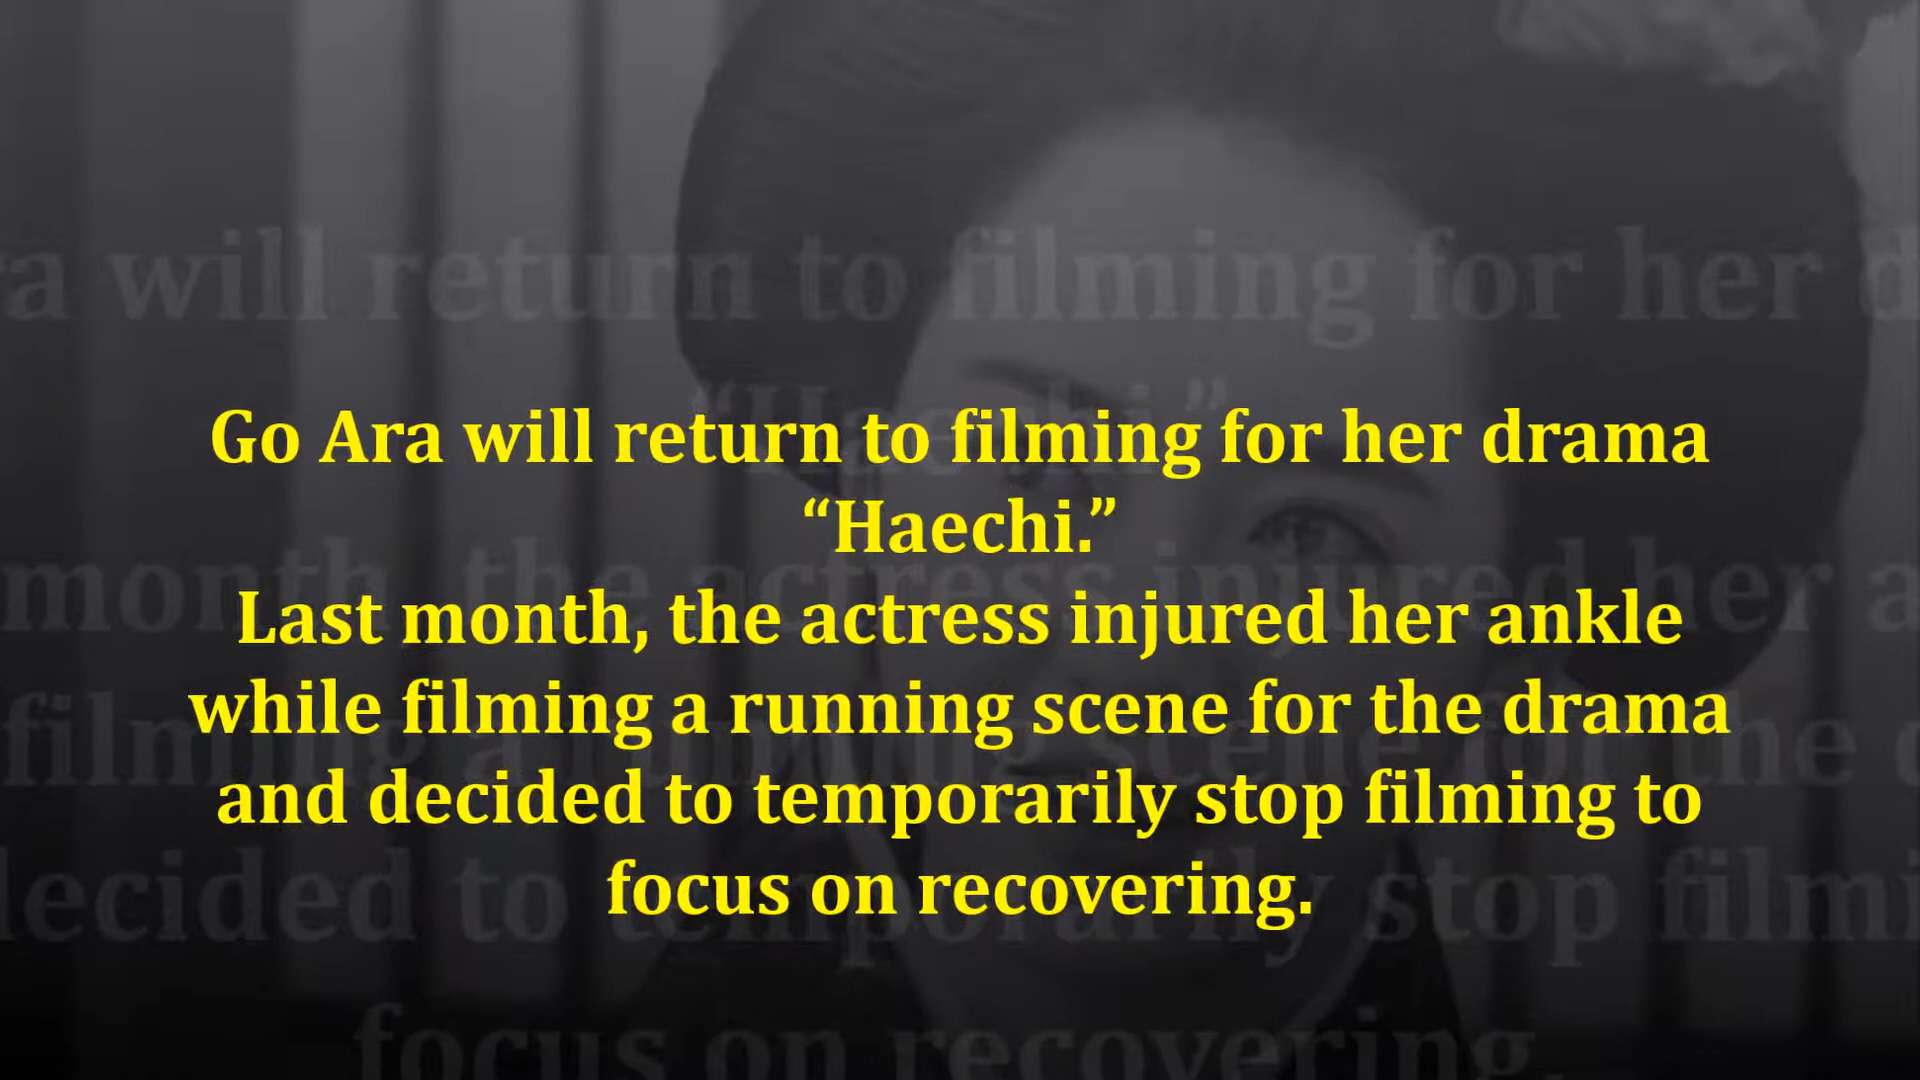 Go Ara will return to filming for her drama
“Haechi.”
Last month, the actress injured her ankle
while filming a running scene for the drama
and decided to temporarily stop filming to
focus on recovering.